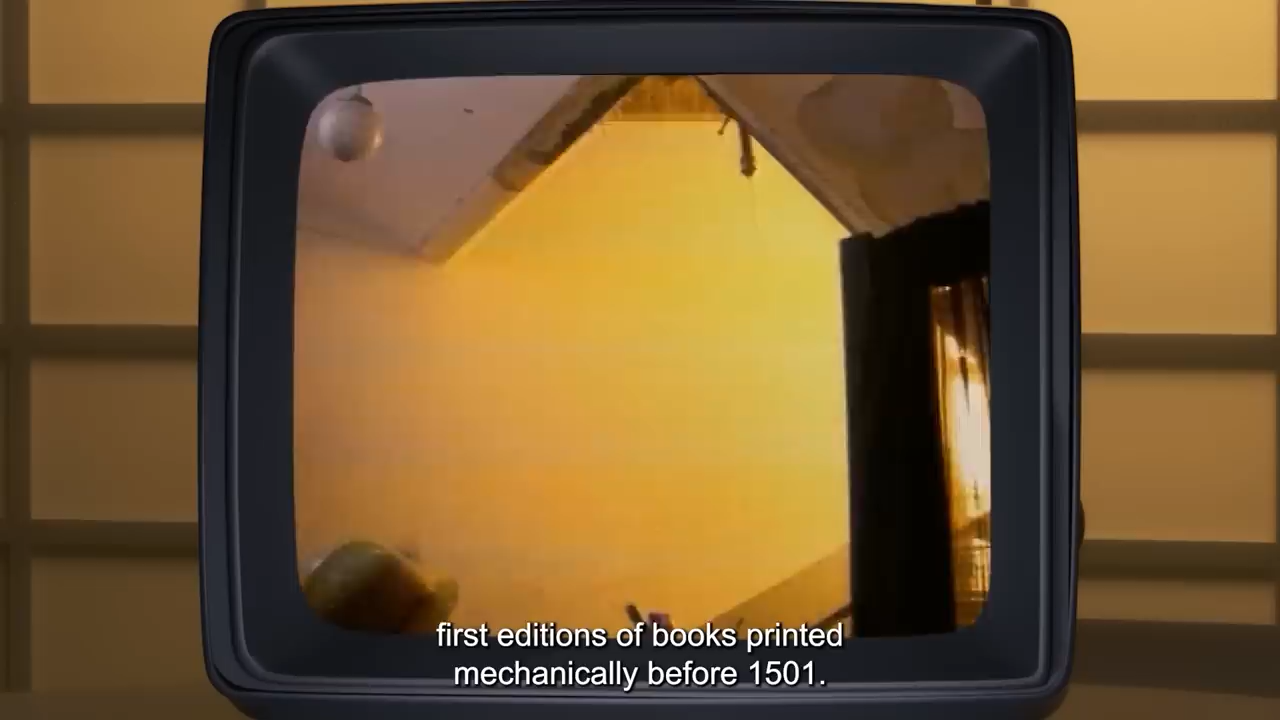 first editions of books printed
mechanically before 1501.